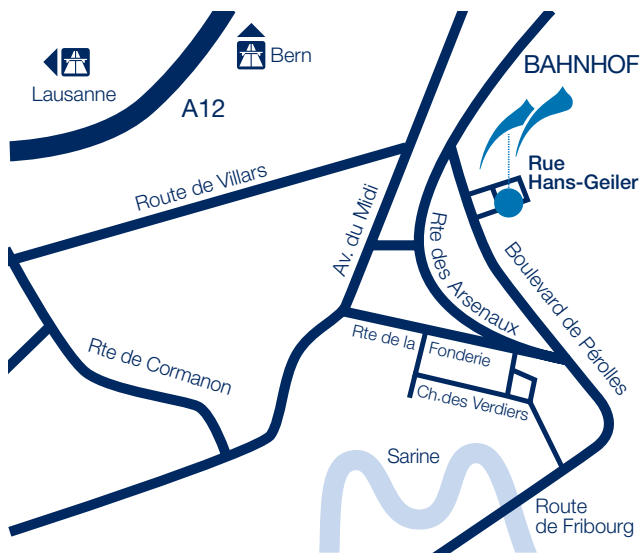 Bern
BAHNHOF
Lausanne
A12
Rue
Hans-Geiler
Route de Villars
Av. du Midi
Rte des Arsenaux
Boulevard de Pérolles
Rte de la Fonderie
Rte de Cormanon
Ch.des Verdiers
Sarine
Route
de Fribourg